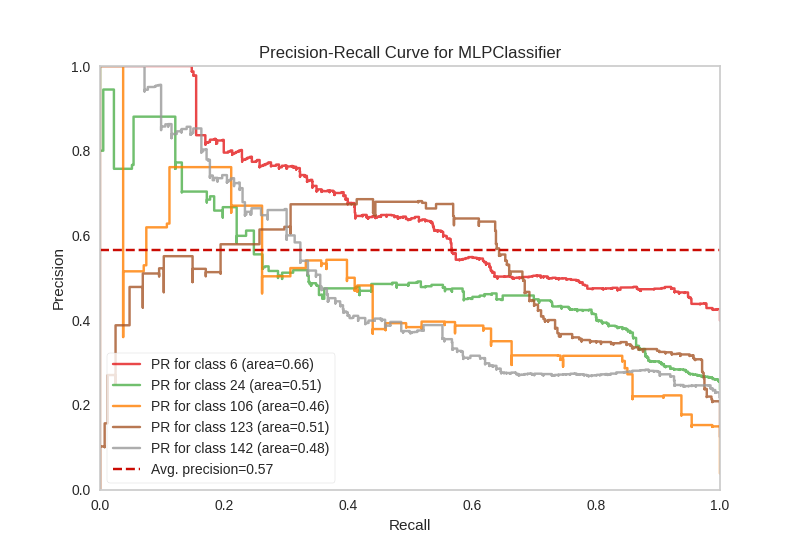 Precision-Recall Curve for MLPClassifier
1.0
0.8
0.6
0.4
0.2
0.0
Precision
PR for class 6 (area=0.66)
PR for class 24 (area=0.51)
PR for class 106 (area=0.46)
PR for class 123 (area=0.51)
PR for class 142 (area=0.48)
Avg. precision=0.57
0.0 0.2 0.4 0.6 0.8 1.0
Recall